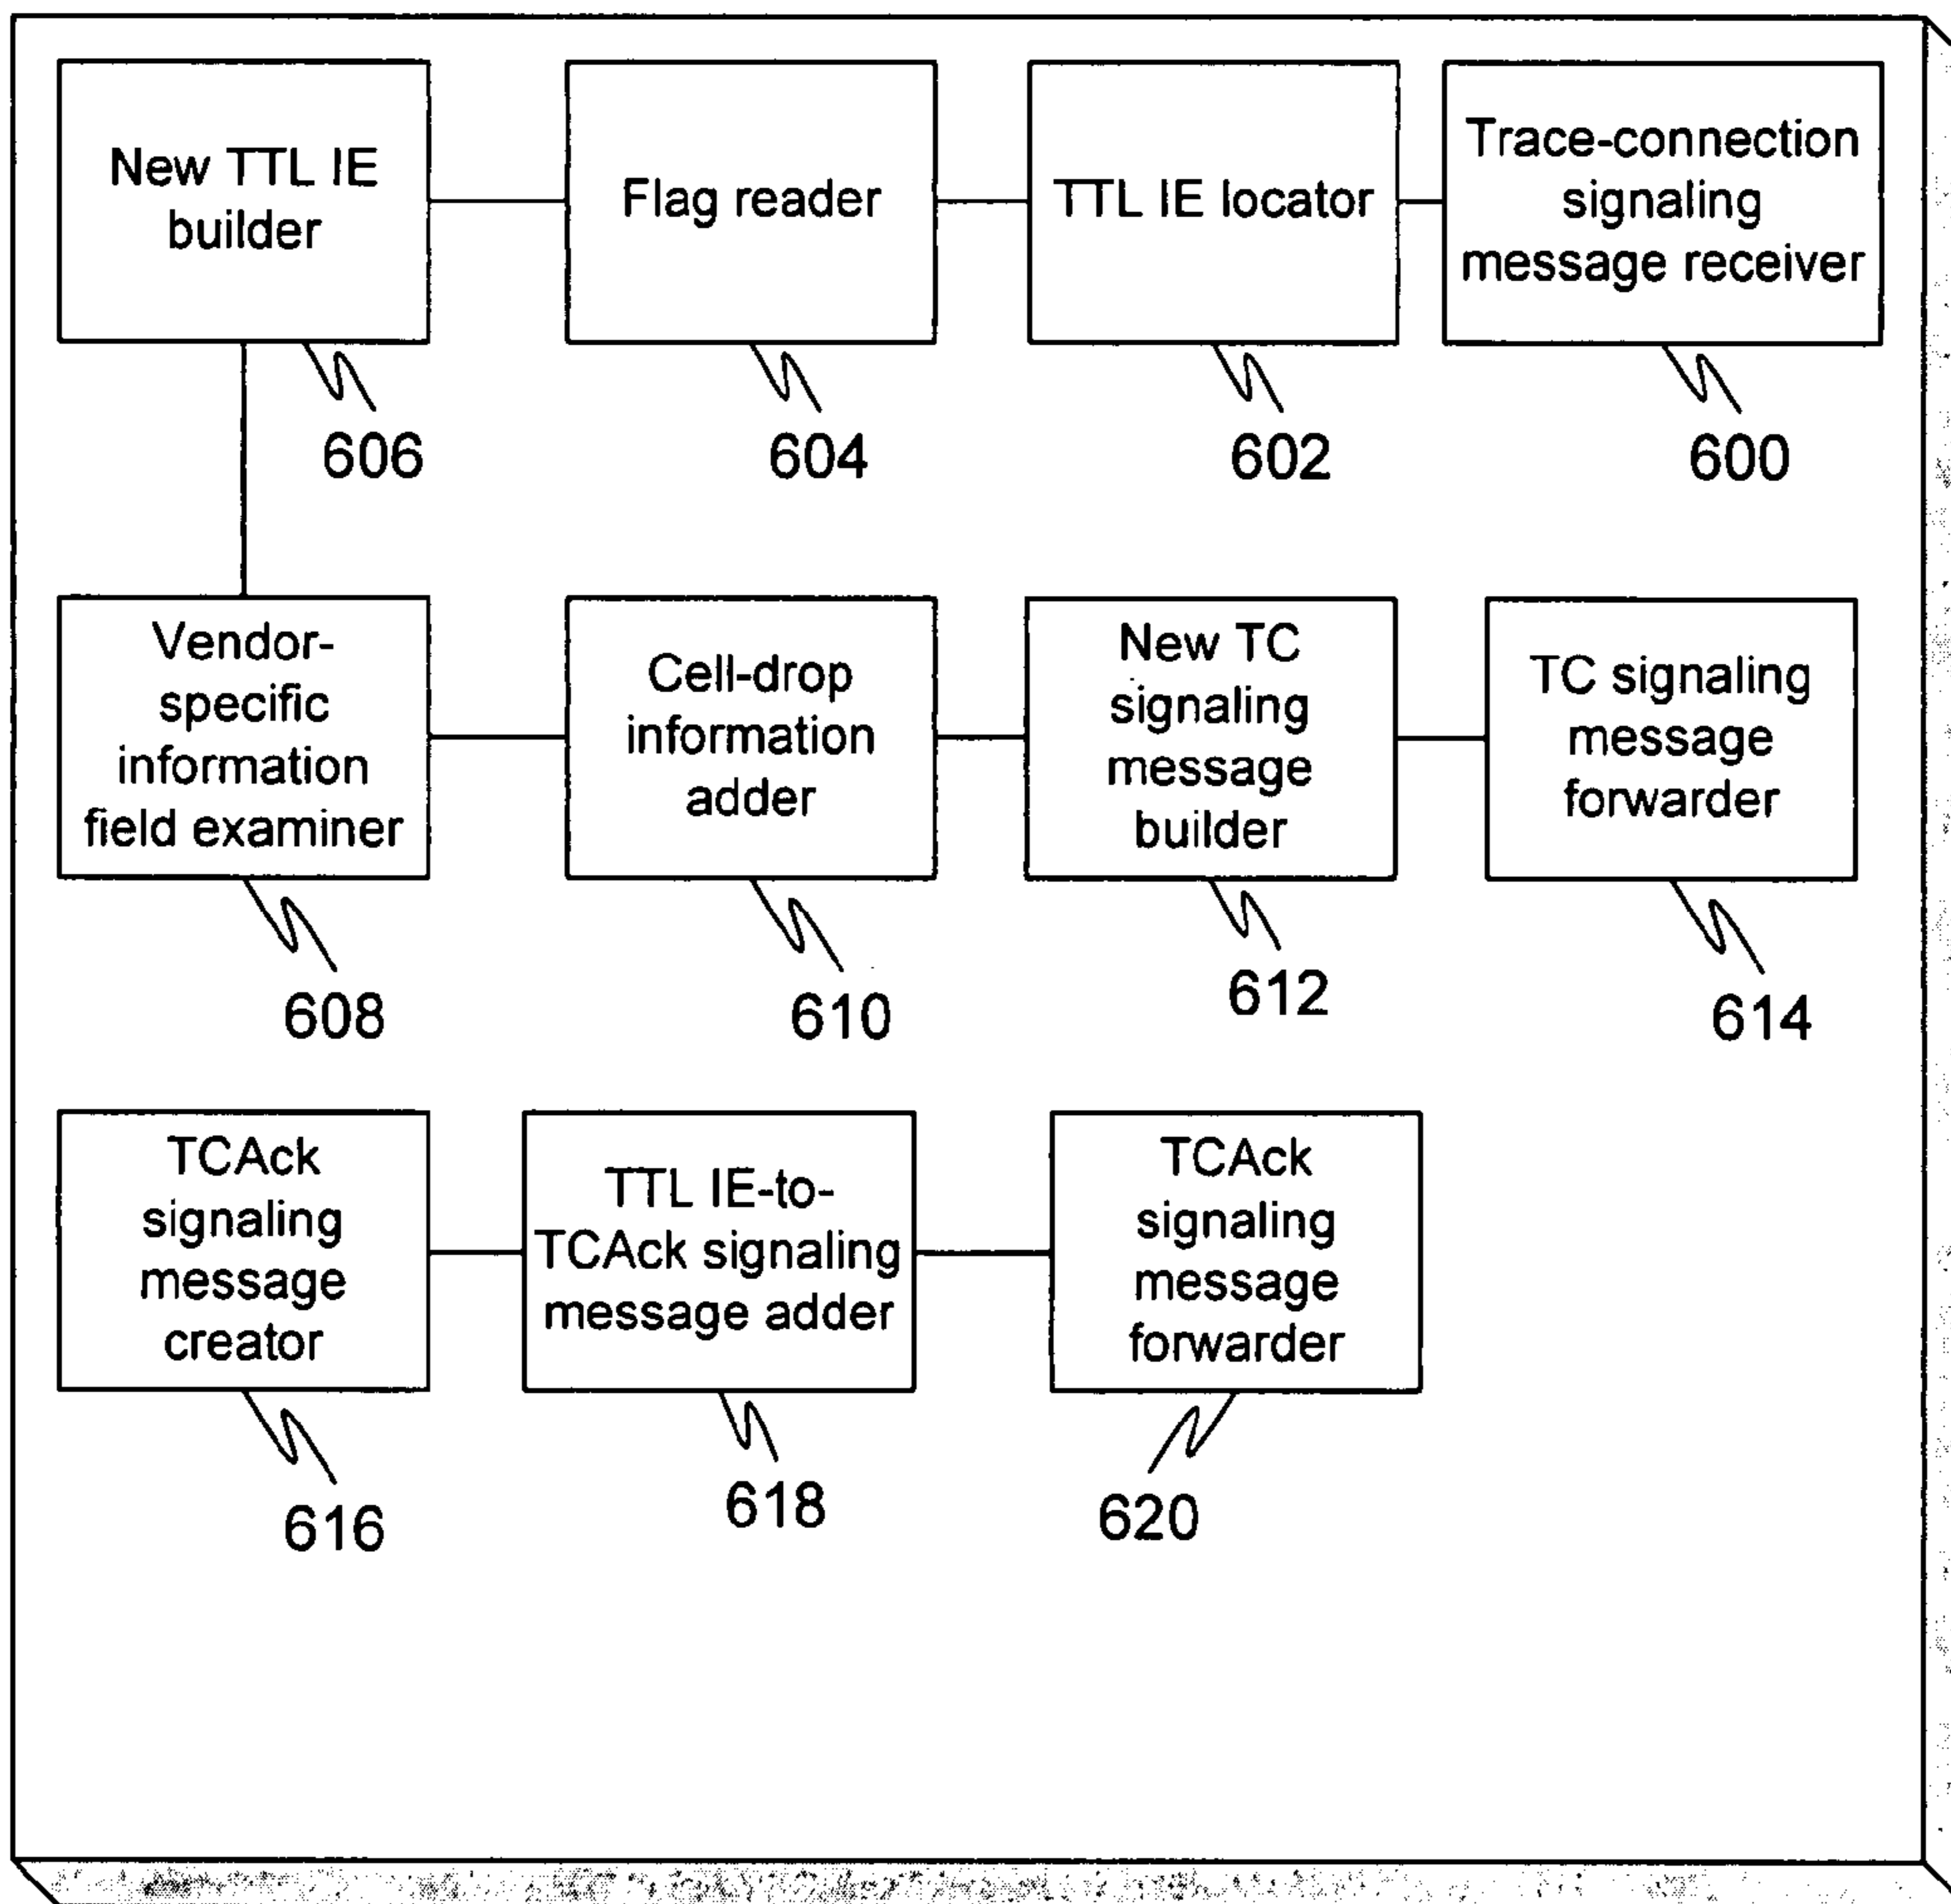 New TTL IE
builder
Flag reader
TTL IE locator
Trace-connection
signaling
message receiver
606
604
602
600
Vendor-
specific
information
field examiner
Cell-drop
information
adder
New TC
signaling
message
builder
TC signaling
message
forwarder
608
610
612
614
TCAck
signaling
message
creator
TTL IE-to-
TCAck signaling
message adder
TCAck
signaling
message
forwarder
616
618
620